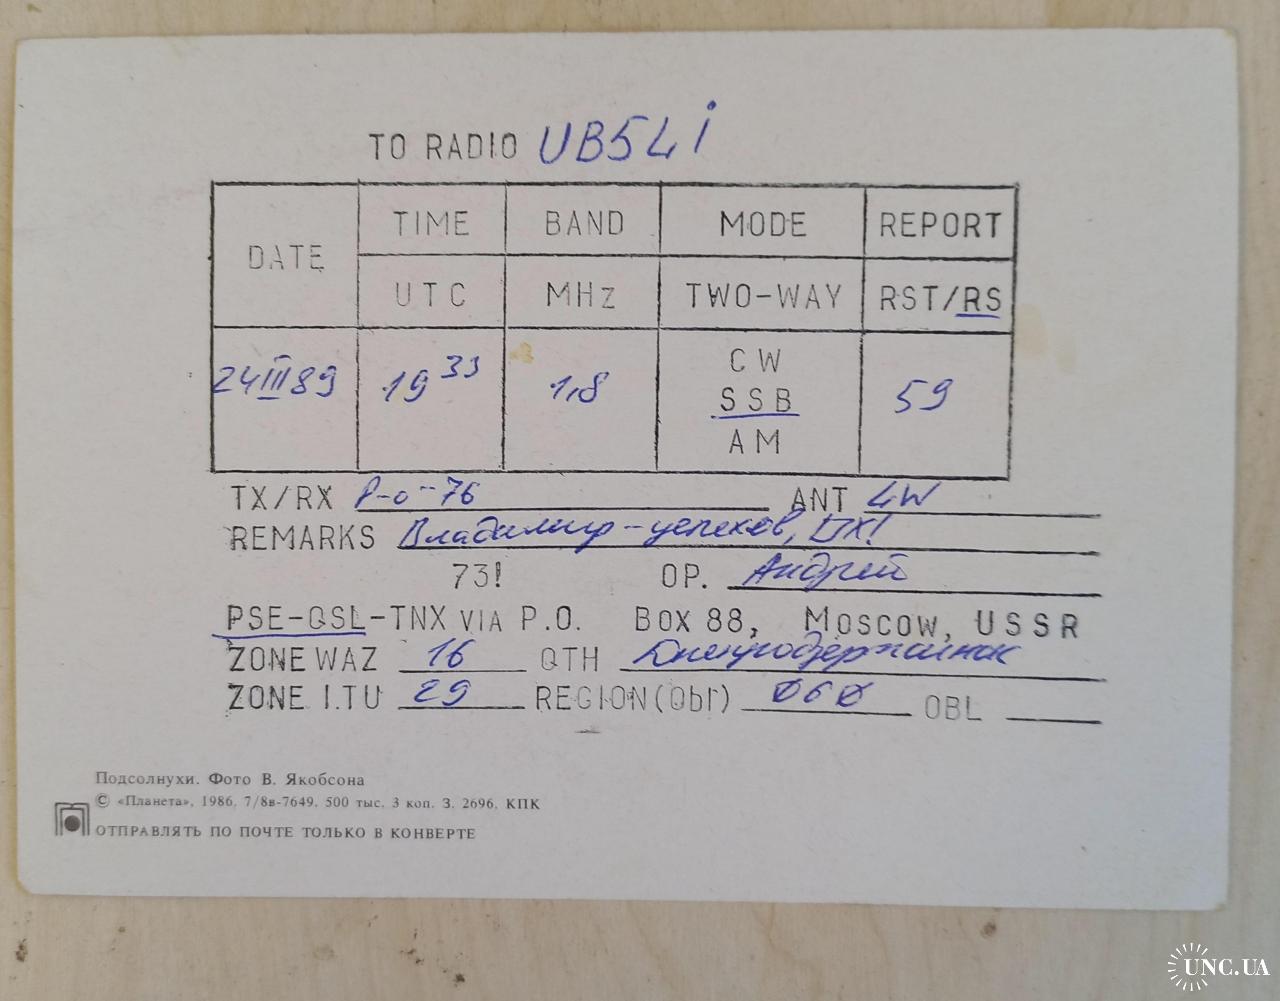 TO RADIO UB5LI
DATE TIME BAND MODE REPORT
UTC MHz TWO-WAY RST/RS
24 III 89 19 33 1,8 CW SSB AM 59
TX/RX P-о-76 ANT LW
REMARKS Владимир - успехов, DX!
73! OP. Андрей
PSE-QSL-TNX VIA P.O. BOX 88, MOSCOW, USSR
ZONE WAZ 16 QTH Днепродзержинск
ZONE I.TU 29 REGION(Obl) Ø6Ø OBL
Подсолнухи. Фото В. Якобсона
© «Планета», 1986. 7/8в-7649. 500 тыс. 3 коп. З. 2696. КПК
ОТПРАВЛЯТЬ ПО ПОЧТЕ ТОЛЬКО В КОНВЕРТЕ
UNC.UA